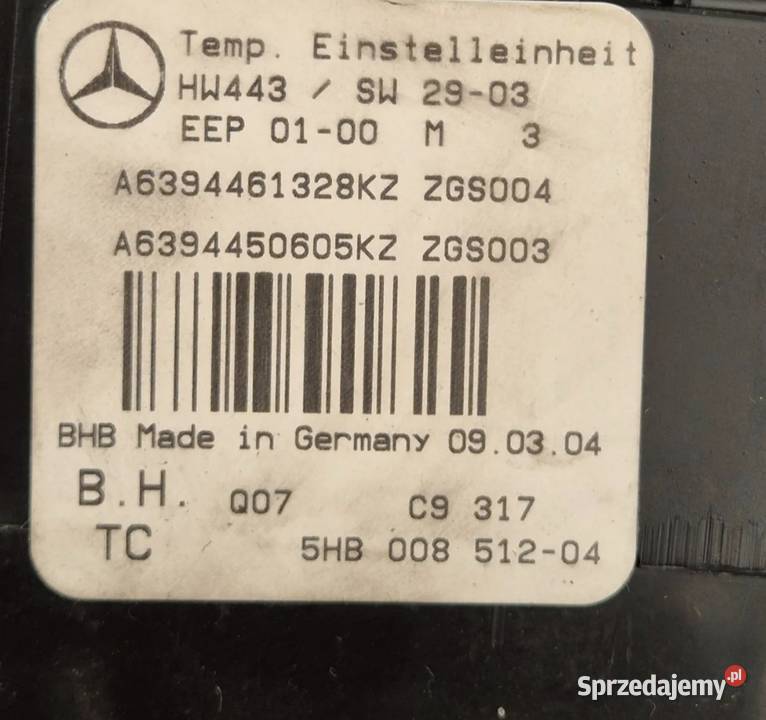 Temp. Einstelleinheit
HW443 / SW 29-03
EEP 01-00 M 3
A6394461328KZ ZGS004
A6394450605KZ ZGS003
BHB Made in Germany 09.03.04
B.H. Q07 C9 317
TC 5HB 008 512-04
Sprzedajemy.pl